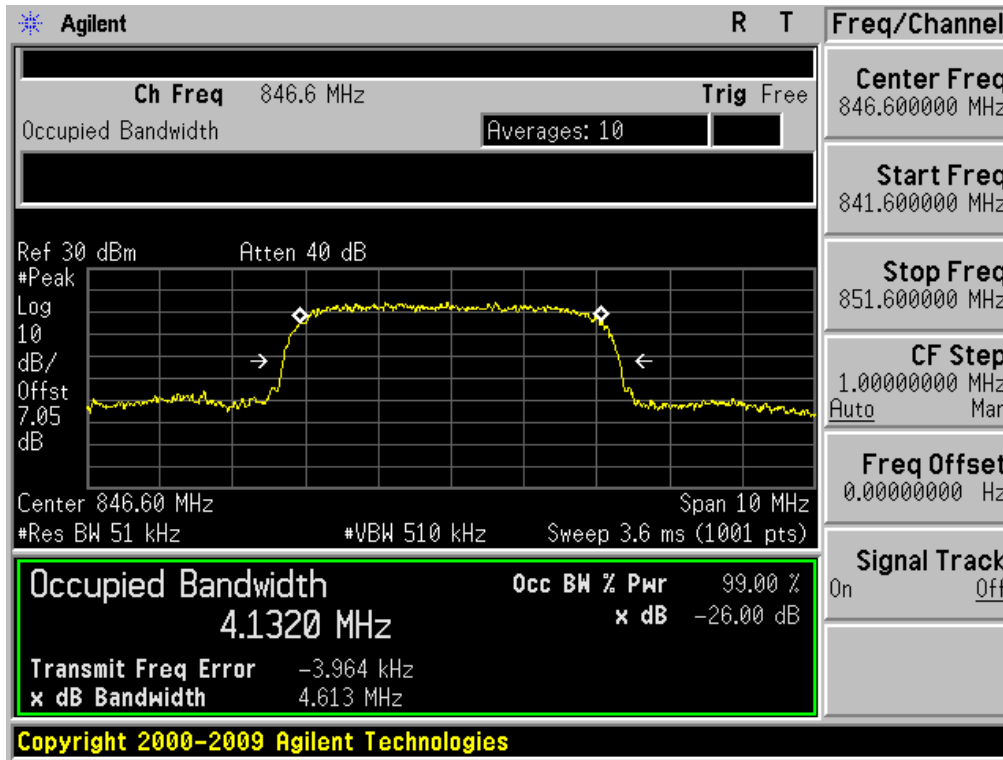 Agilent R T
Ch Freq 846.6 MHz Trig Free
Occupied Bandwidth Averages: 10
Ref 30 dBm Atten 40 dB
#Peak
Log
10
dB/
Offst
7.05
dB
Center 846.60 MHz Span 10 MHz
#Res BW 51 kHz #VBW 510 kHz Sweep 3.6 ms (1001 pts)
Occupied Bandwidth
4.1320 MHz
Occ BW % Pwr 99.00 %
x dB -26.00 dB
Transmit Freq Error -3.964 kHz
x dB Bandwidth 4.613 MHz
Copyright 2000-2009 Agilent Technologies
Freq/Channel
Center Freq
846.600000 MHz
Start Freq
841.600000 MHz
Stop Freq
851.600000 MHz
CF Step
1.00000000 MHz
Auto Man
Freq Offset
0.00000000 Hz
Signal Track
On Off